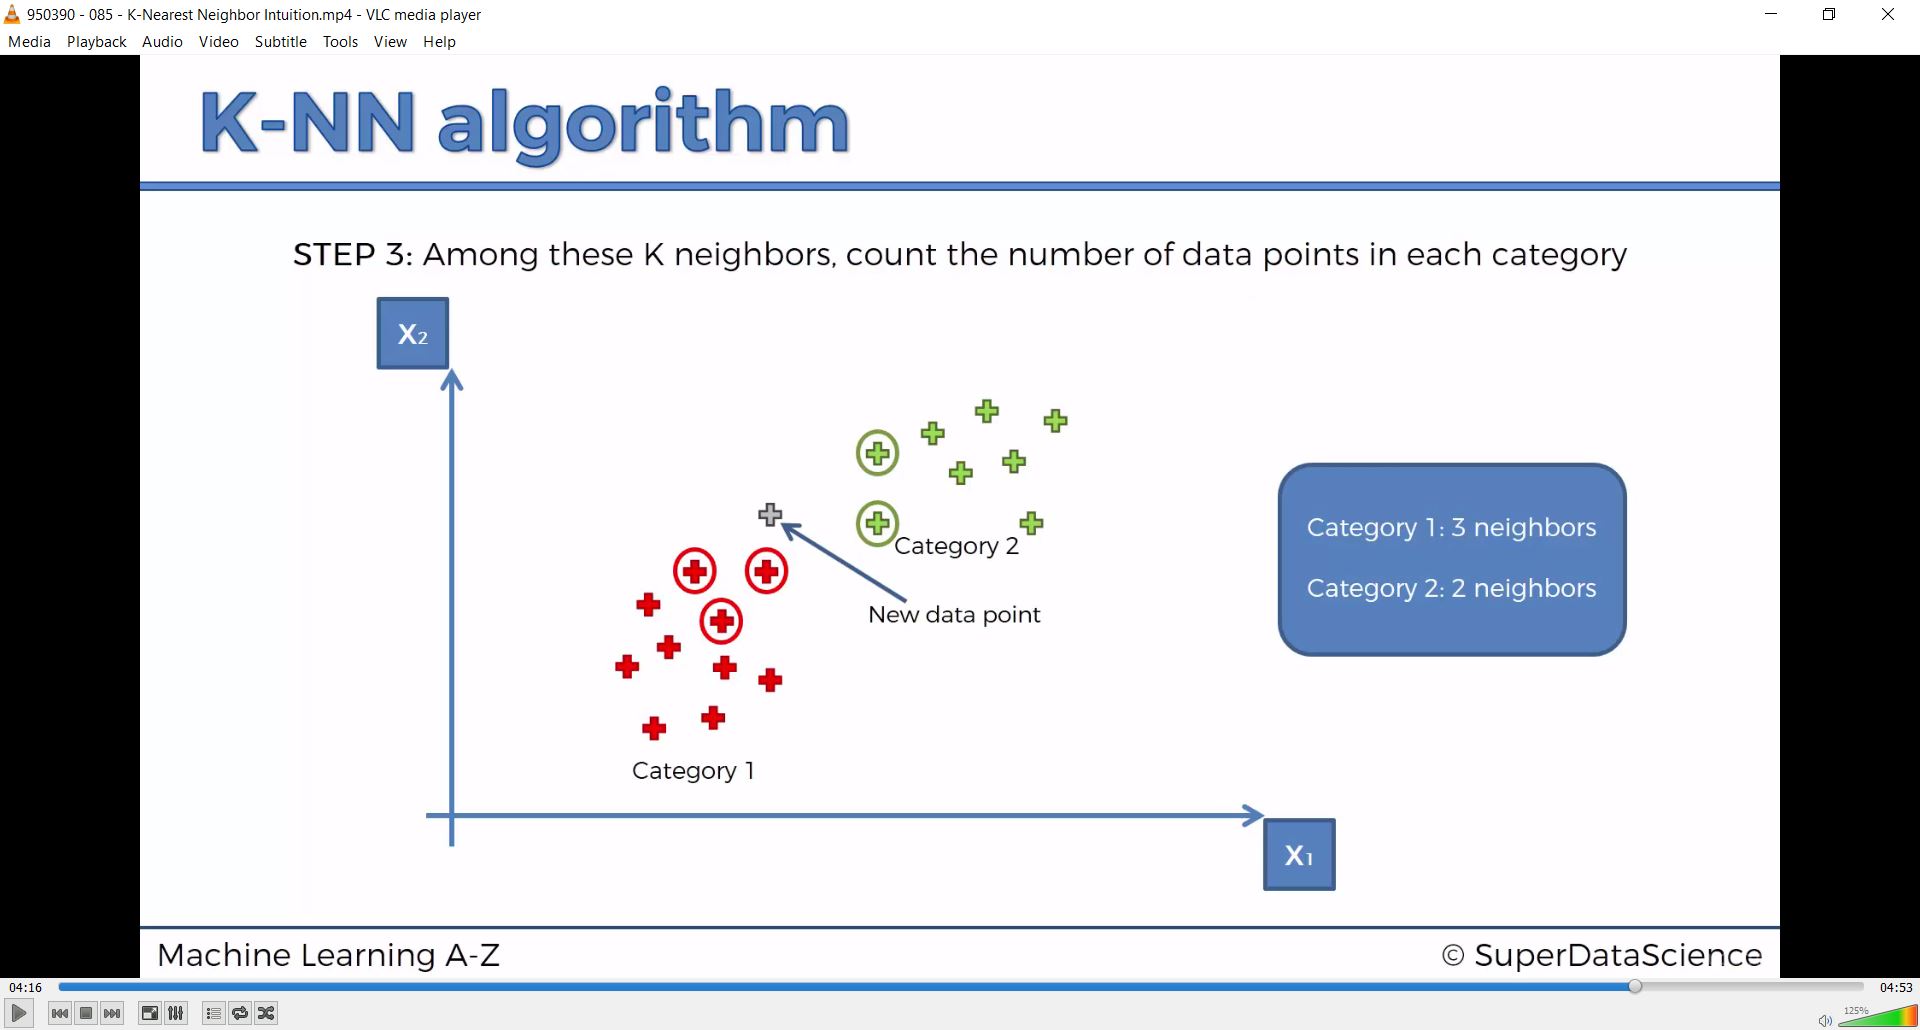 950390 - 085 - K-Nearest Neighbor Intuition.mp4 - VLC media player
Media Playback Audio Video Subtitle Tools View Help
K-NN algorithm
STEP 3: Among these K neighbors, count the number of data points in each category
X2
Category 1: 3 neighbors
Category 2
Category 2: 2 neighbors
New data point
Category 1
X1
Machine Learning A-Z
© SuperDataScience
04:16
04:53
125%